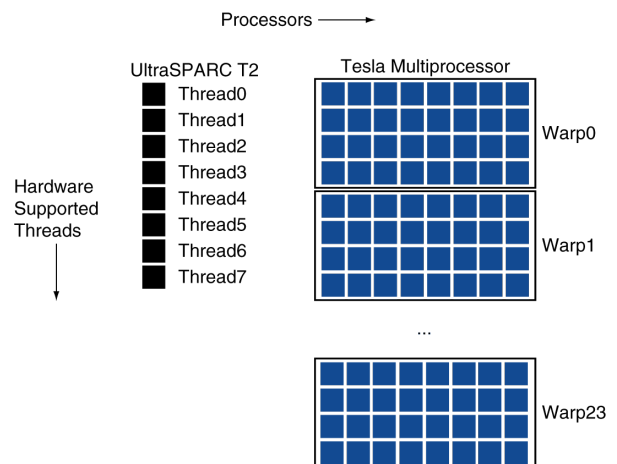 Processors
UltraSPARC T2
Tesla Multiprocessor
Thread0
Thread1
Thread2
Thread3
Thread4
Thread5
Thread6
Thread7
Hardware
Supported
Threads
Warp0
Warp1
...
Warp23